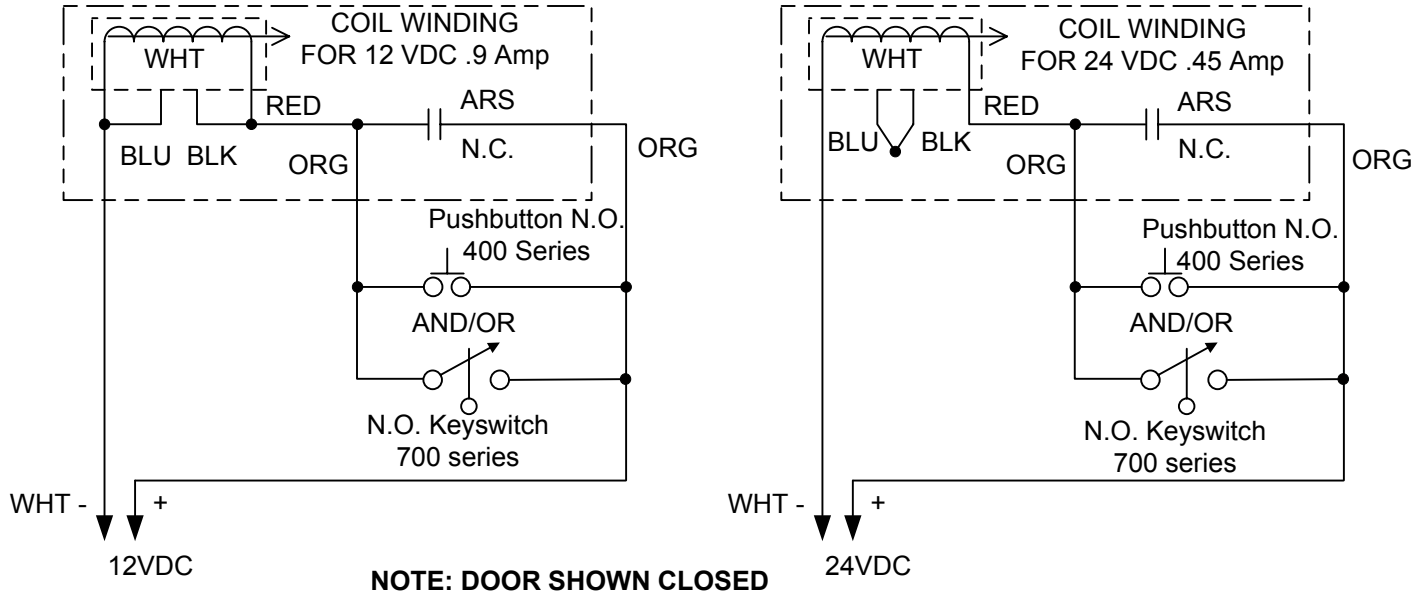 COIL WINDING
FOR 12 VDC .9 Amp
WHT
RED
ARS
BLU
BLK
ORG
N.C.
ORG
Pushbutton N.O.
400 Series
AND/OR
N.O. Keyswitch
700 series
WHT -
+
12VDC
COIL WINDING
FOR 24 VDC .45 Amp
WHT
RED
ARS
BLU
BLK
ORG
N.C.
ORG
Pushbutton N.O.
400 Series
AND/OR
N.O. Keyswitch
700 series
WHT -
+
24VDC
NOTE: DOOR SHOWN CLOSED